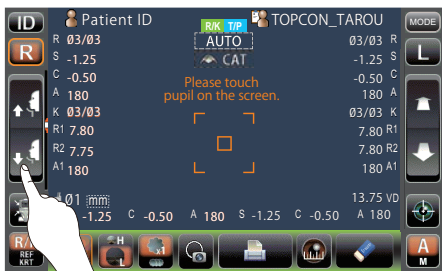 ID Patient ID R/K T/P TOPCON_TAROU MODE
R R 03/03 AUTO 03/03 R L
S -1.25 CAT -1.25 S
C -0.50 Please touch -0.50 C
A 180 pupil on the screen. 180 A
K 03/03 03/03 K
R1 7.80 7.80 R1
R2 7.75 7.80 R2
A1 180 180 A1
01 mm 13.75 VD
-1.25 C -0.50 A 180 S -1.25 C -0.50 A 180
R/ H A
REF L x1 M
KRT